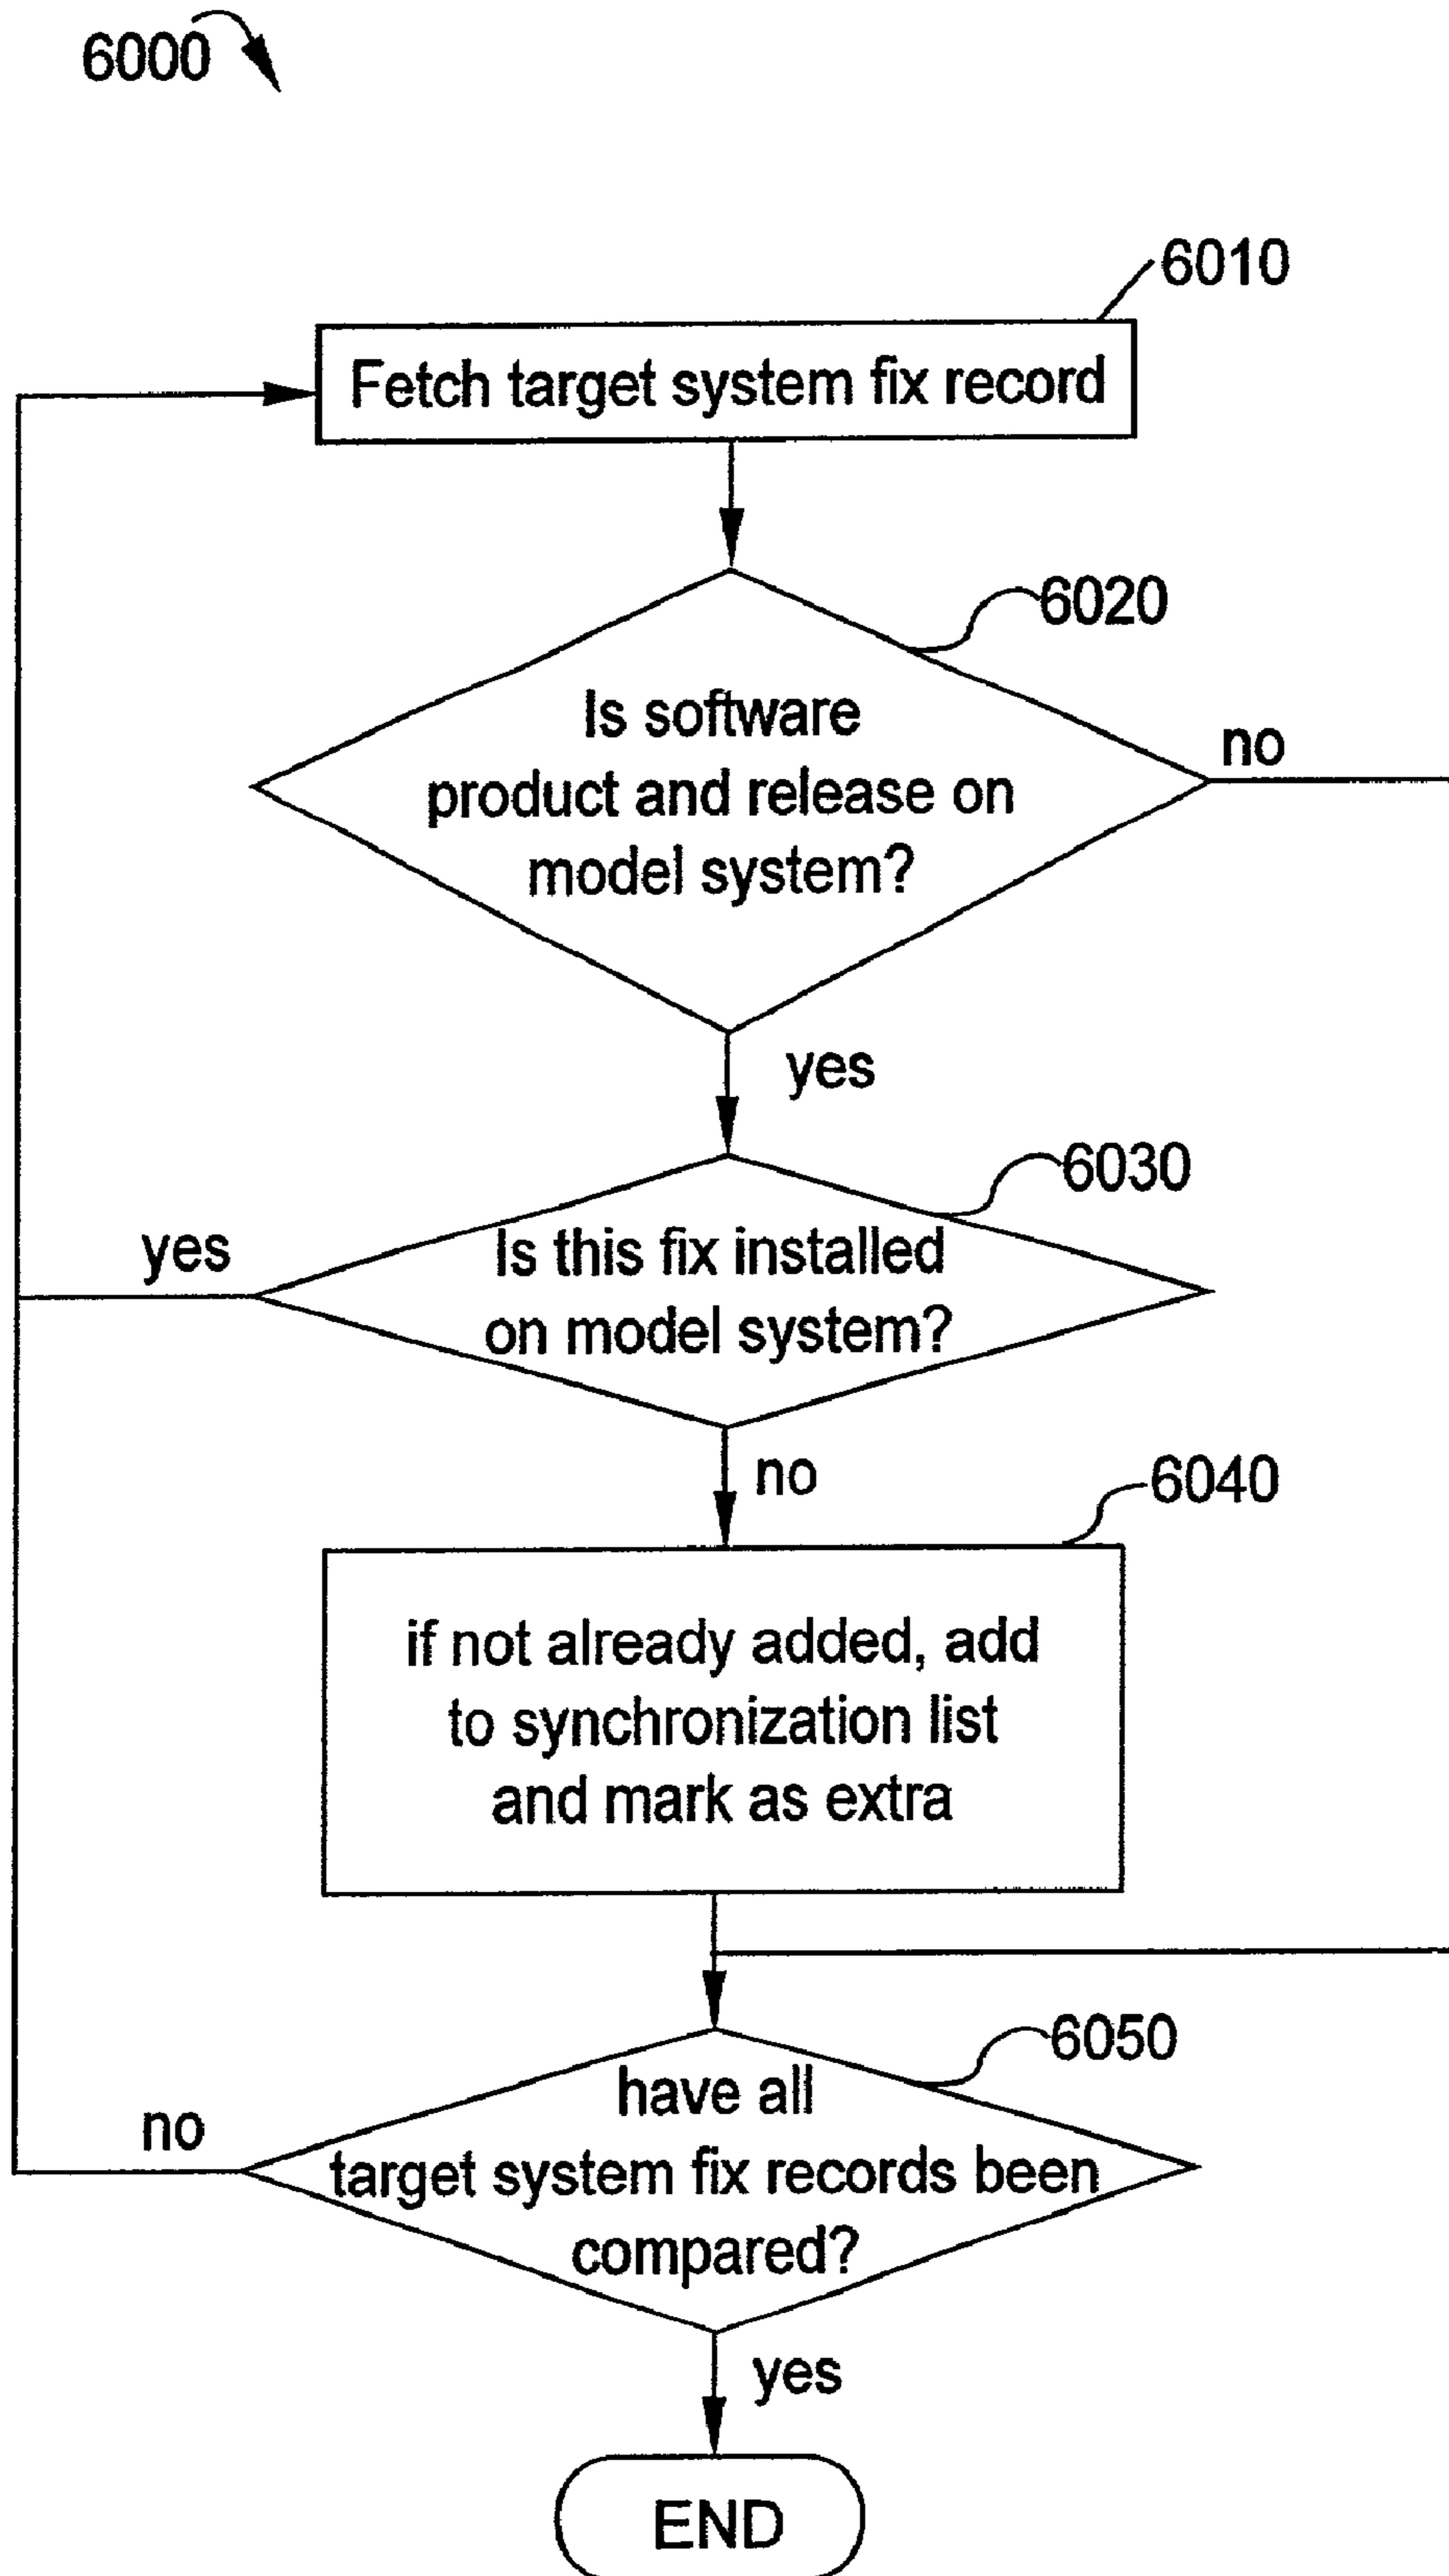 6000
6010
Fetch target system fix record
6020
Is software
product and release on
model system?
no
yes
6030
Is this fix installed
on model system?
yes
no
6040
if not already added, add
to synchronization list
and mark as extra
6050
have all
target system fix records been
compared?
no
yes
END